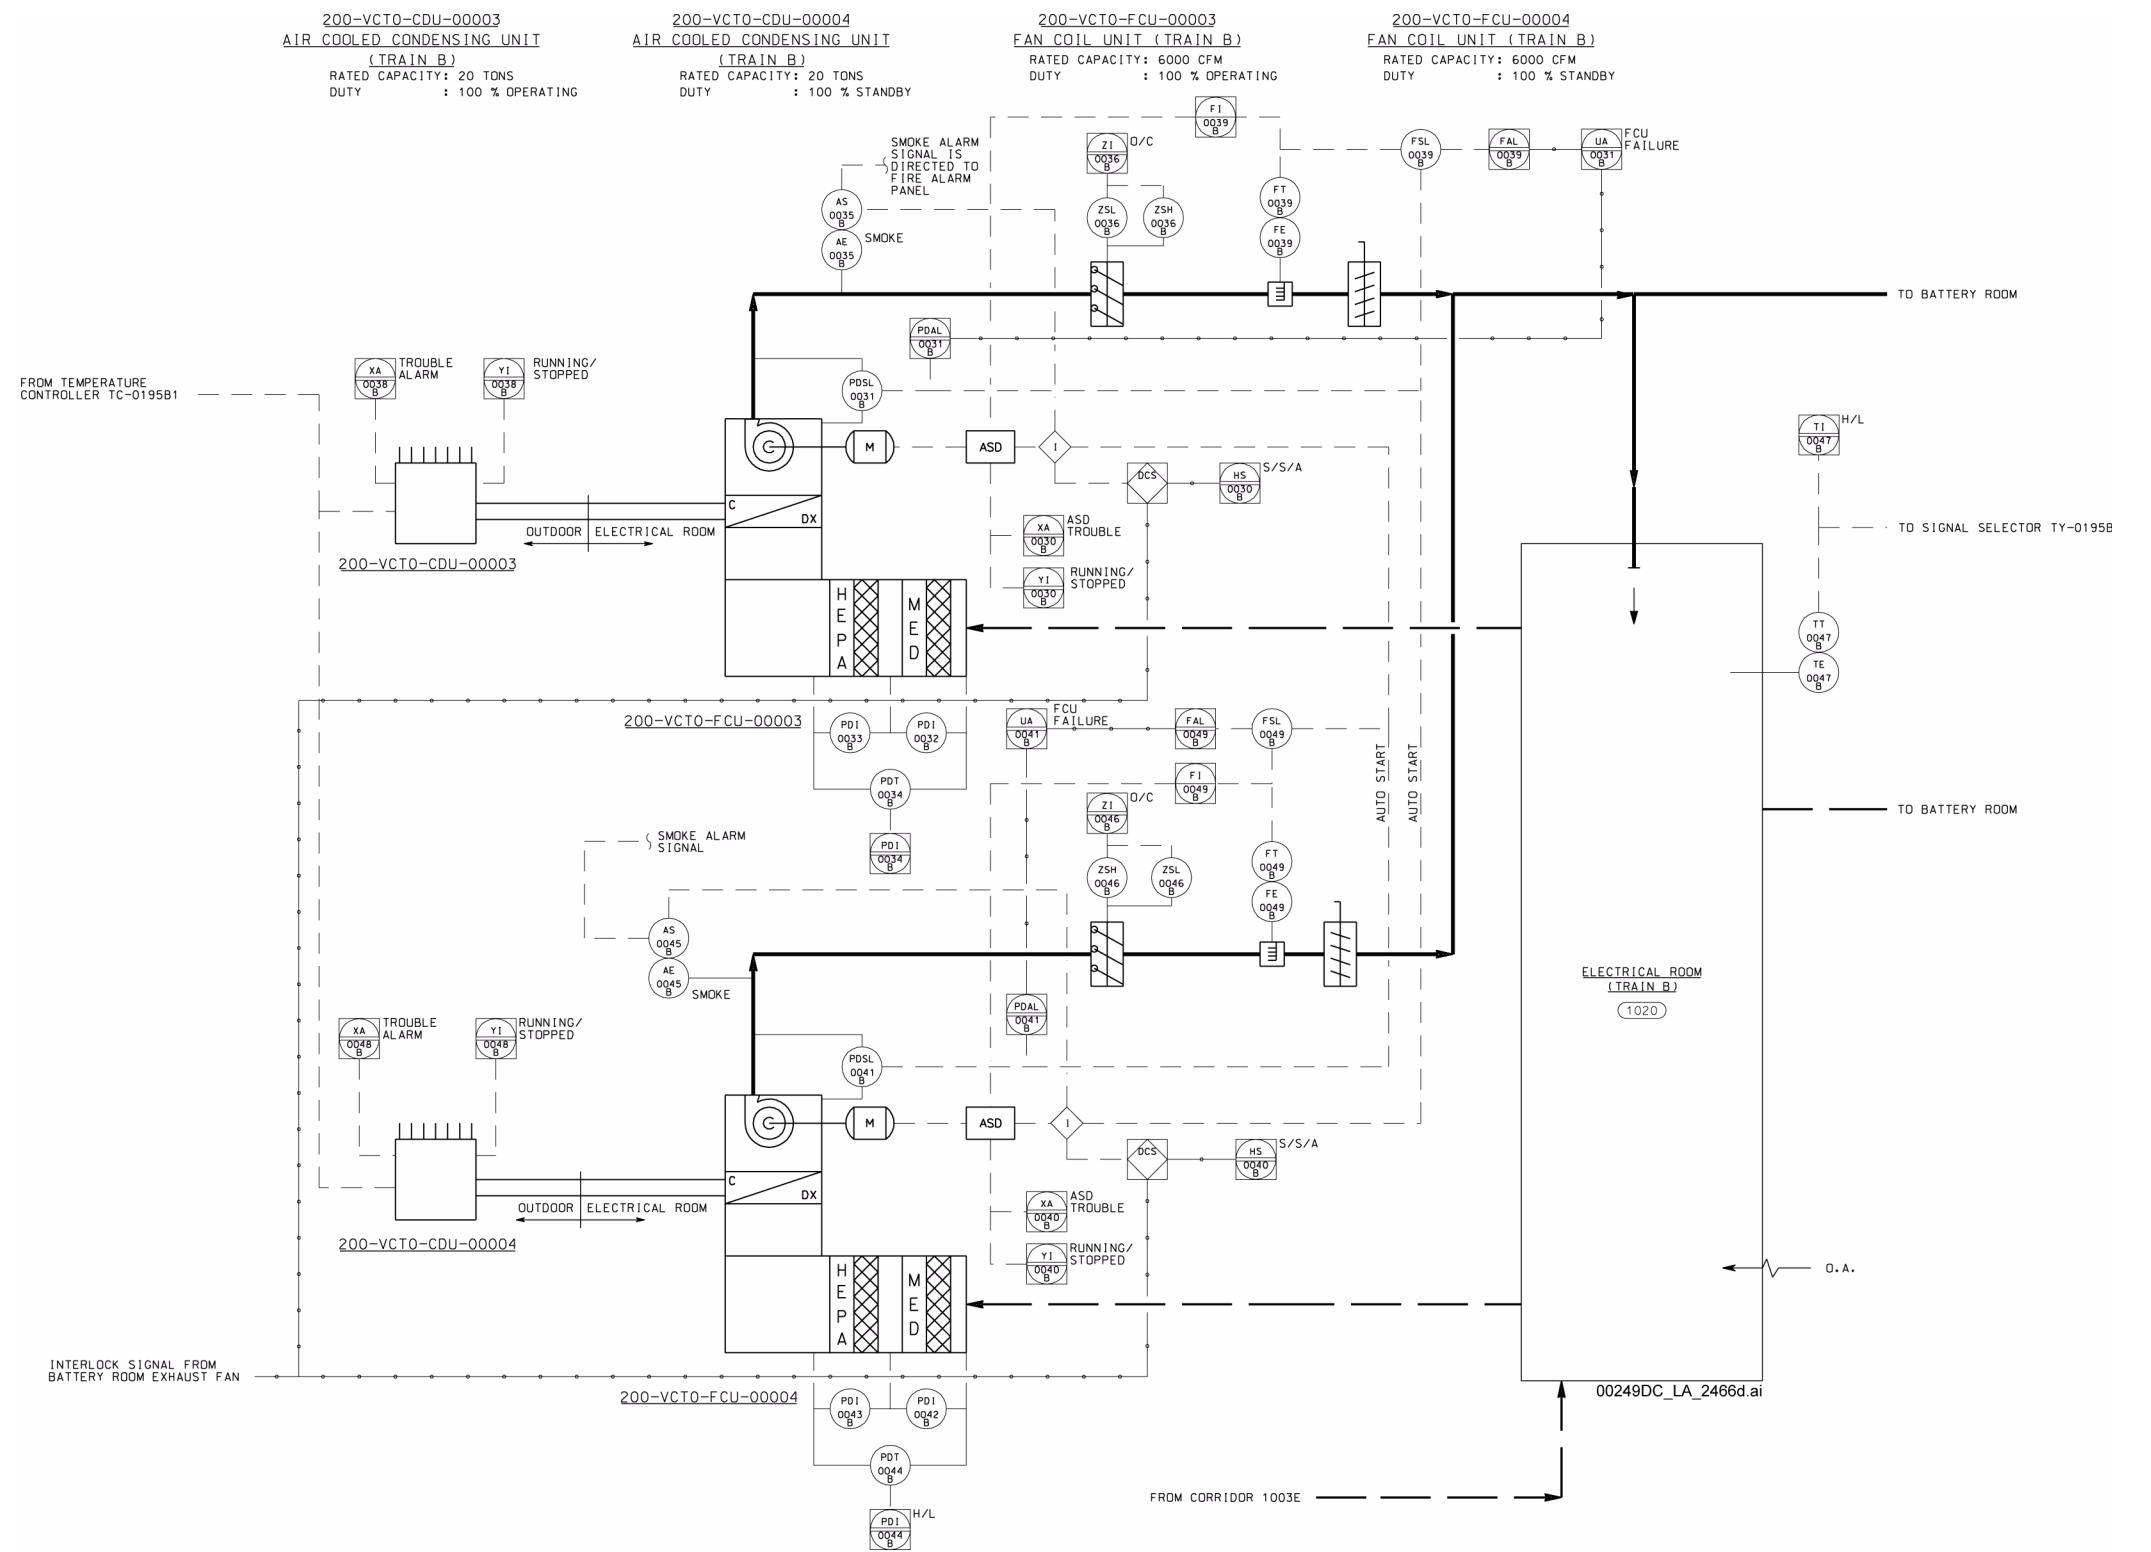 200-VCT0-CDU-00003
AIR COOLED CONDENSING UNIT
(TRAIN B)
RATED CAPACITY: 20 TONS
DUTY : 100 % OPERATING
200-VCT0-CDU-00004
AIR COOLED CONDENSING UNIT
(TRAIN B)
RATED CAPACITY: 20 TONS
DUTY : 100 % STANDBY
200-VCT0-FCU-00003
FAN COIL UNIT (TRAIN B)
RATED CAPACITY: 6000 CFM
DUTY : 100 % OPERATING
200-VCT0-FCU-00004
FAN COIL UNIT (TRAIN B)
RATED CAPACITY: 6000 CFM
DUTY : 100 % STANDBY
FI
0039
B
SMOKE ALARM
SIGNAL IS
DIRECTED TO
FIRE ALARM
PANEL
ZI
0036
B
O/C
FSL
0039
B
FAL
0039
B
UA
0031
B
FCU
FAILURE
AS
0035
B
AE
0035
B
SMOKE
ZSL
0036
B
ZSH
0036
B
FT
0039
B
FE
0039
B
TO BATTERY ROOM
PDAL
0031
B
FROM TEMPERATURE
CONTROLLER TC-0195B1
XA
0038
B
TROUBLE
ALARM
YI
0038
B
RUNNING/
STOPPED
PDSL
0031
B
M
ASD
I
DCS
HS
0030
B
S/S/A
TI
0047
B
H/L
C
DX
OUTDOOR
ELECTRICAL ROOM
XA
0030
B
ASD
TROUBLE
TO SIGNAL SELECTOR TY-0195B
200-VCT0-CDU-00003
YI
0030
B
RUNNING/
STOPPED
HEPA
MED
TT
0047
B
TE
0047
B
200-VCT0-FCU-00003
PDI
0033
B
PDI
0032
B
UA
0041
B
FCU
FAILURE
FAL
0049
B
FSL
0049
B
PDT
0034
B
FI
0049
B
AUTO START
AUTO START
ZI
0046
B
O/C
TO BATTERY ROOM
SMOKE ALARM
SIGNAL
PDI
0034
B
ZSH
0046
B
ZSL
0046
B
FT
0049
B
FE
0049
B
AS
0045
B
AE
0045
B
SMOKE
ELECTRICAL ROOM
(TRAIN B)
1020
PDAL
0041
B
XA
0048
B
TROUBLE
ALARM
YI
0048
B
RUNNING/
STOPPED
PDSL
0041
B
M
ASD
I
DCS
HS
0040
B
S/S/A
C
DX
OUTDOOR
ELECTRICAL ROOM
XA
0040
B
ASD
TROUBLE
200-VCT0-CDU-00004
YI
0040
B
RUNNING/
STOPPED
HEPA
MED
O.A.
INTERLOCK SIGNAL FROM
BATTERY ROOM EXHAUST FAN
200-VCT0-FCU-00004
00249DC_LA_2466d.ai
PDI
0043
B
PDI
0042
B
PDT
0044
B
FROM CORRIDOR 1003E
PDI
0044
B
H/L